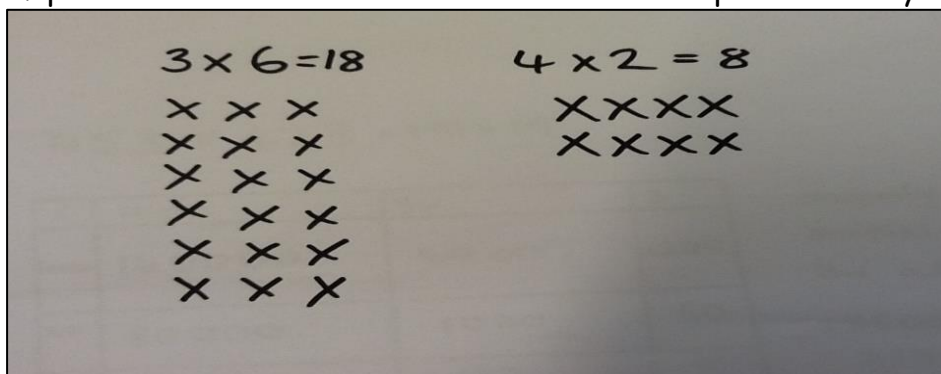 3 × 6 = 18
× × ×
× × ×
× × ×
× × ×
× × ×
× × ×
4 × 2 = 8
× × × ×
× × × ×